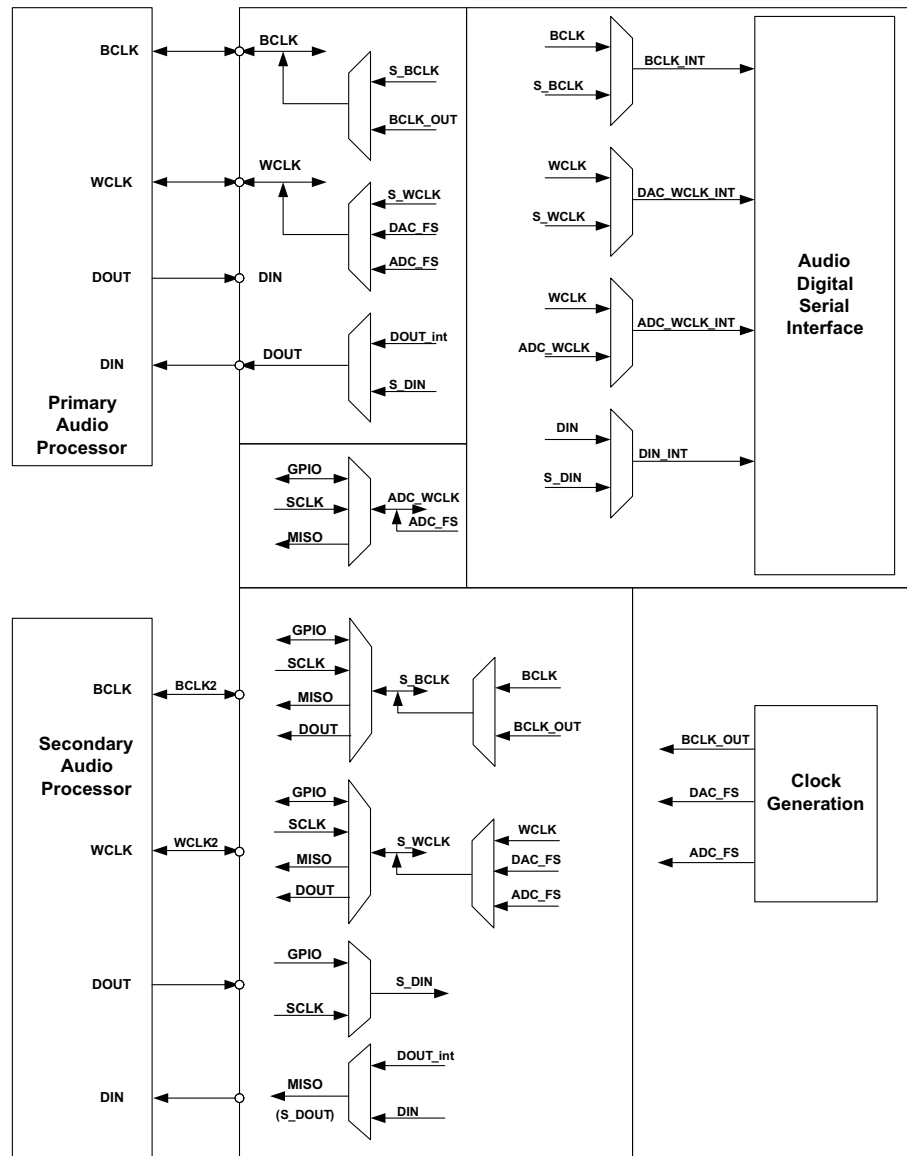 BCLK
WCLK
DOUT
DIN
Primary
Audio
Processor
BCLK
S_BCLK
BCLK_OUT
WCLK
S_WCLK
DAC_FS
ADC_FS
DIN
DOUT
DOUT_int
S_DIN
BCLK
S_BCLK
BCLK_INT
WCLK
S_WCLK
DAC_WCLK_INT
WCLK
ADC_WCLK
ADC_WCLK_INT
DIN
S_DIN
DIN_INT
Audio
Digital
Serial
Interface
GPIO
SCLK
MISO
ADC_WCLK
ADC_FS
BCLK
Secondary
Audio
Processor
WCLK
DOUT
DIN
BCLK2
WCLK2
GPIO
SCLK
MISO
DOUT
S_BCLK
BCLK
BCLK_OUT
GPIO
SCLK
MISO
DOUT
S_WCLK
WCLK
DAC_FS
ADC_FS
GPIO
SCLK
S_DIN
MISO
(S_DOUT)
DOUT_int
DIN
BCLK_OUT
DAC_FS
ADC_FS
Clock
Generation